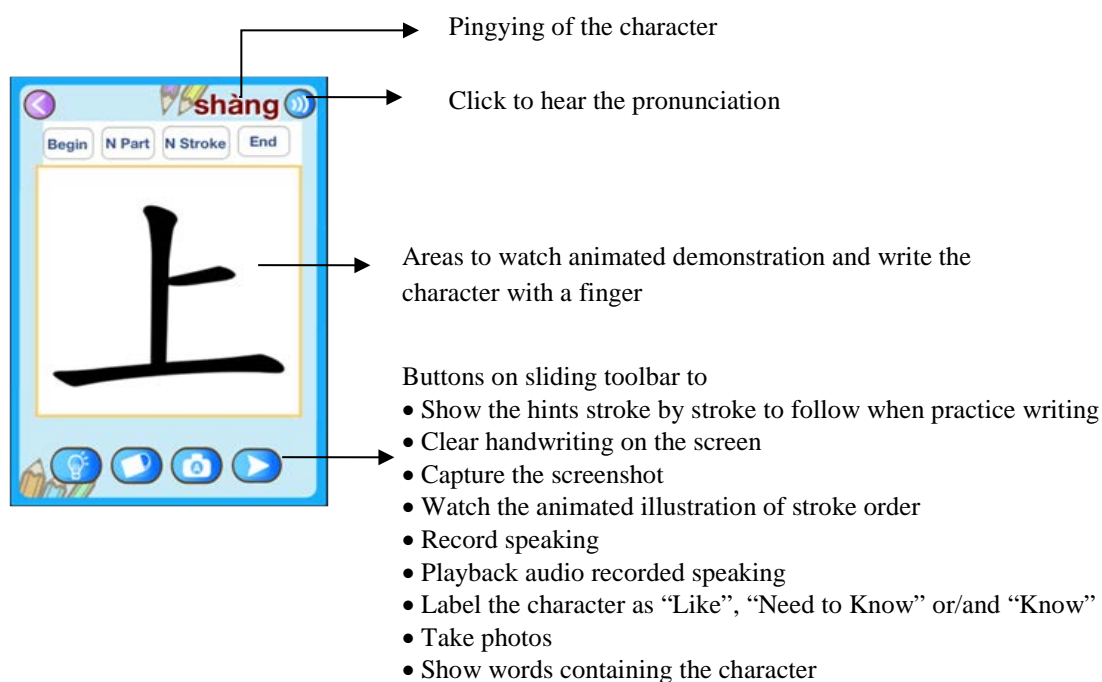 Pingying of the character
shàng
Click to hear the pronunciation
Begin N Part N Stroke End
上
Areas to watch animated demonstration and write the
character with a finger
Buttons on sliding toolbar to
• Show the hints stroke by stroke to follow when practice writing
• Clear handwriting on the screen
• Capture the screenshot
• Watch the animated illustration of stroke order
• Record speaking
• Playback audio recorded speaking
• Label the character as “Like”, “Need to Know” or/and “Know”
• Take photos
• Show words containing the character